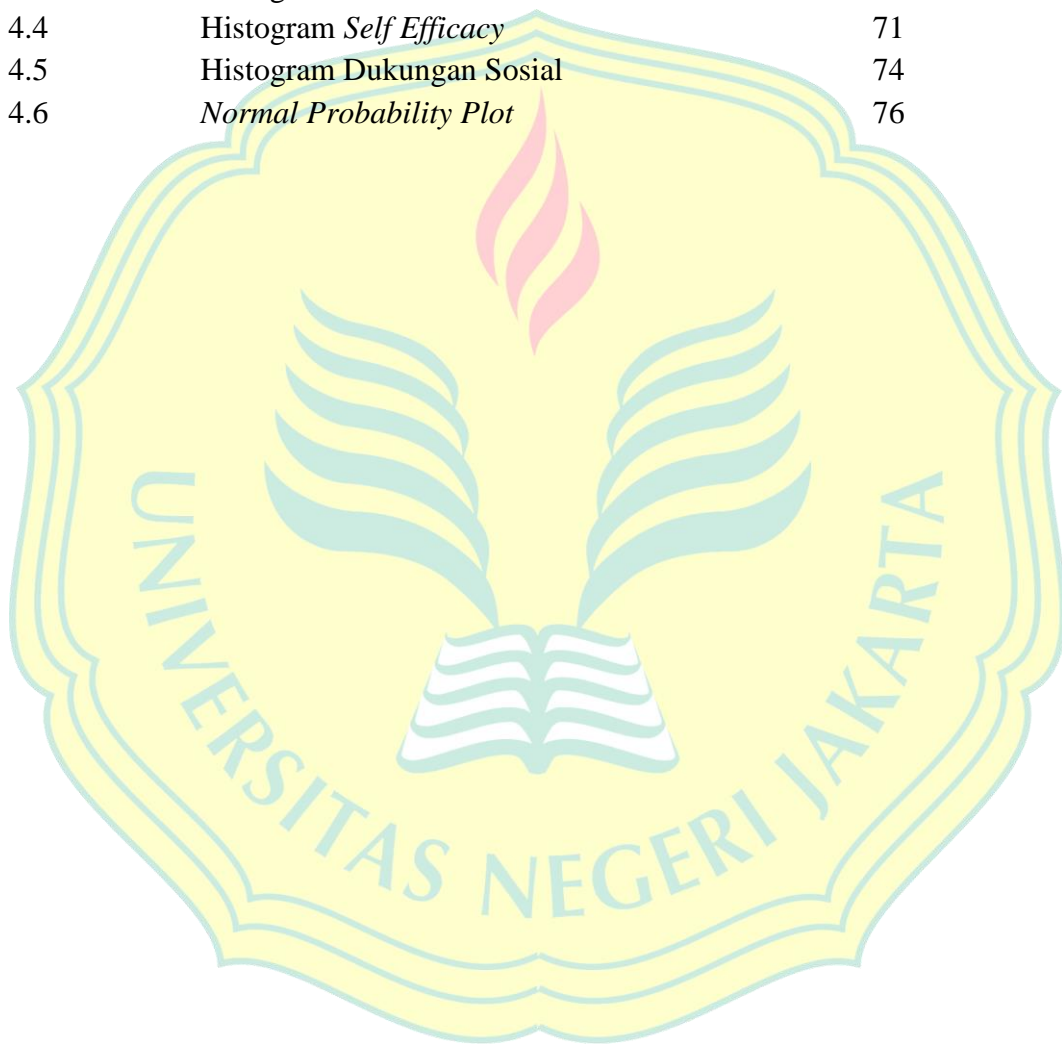 4.4 Histogram Self Efficacy 71
4.5 Histogram Dukungan Sosial 74
4.6 Normal Probability Plot 76
UNIVERSITAS NEGERI JAKARTA